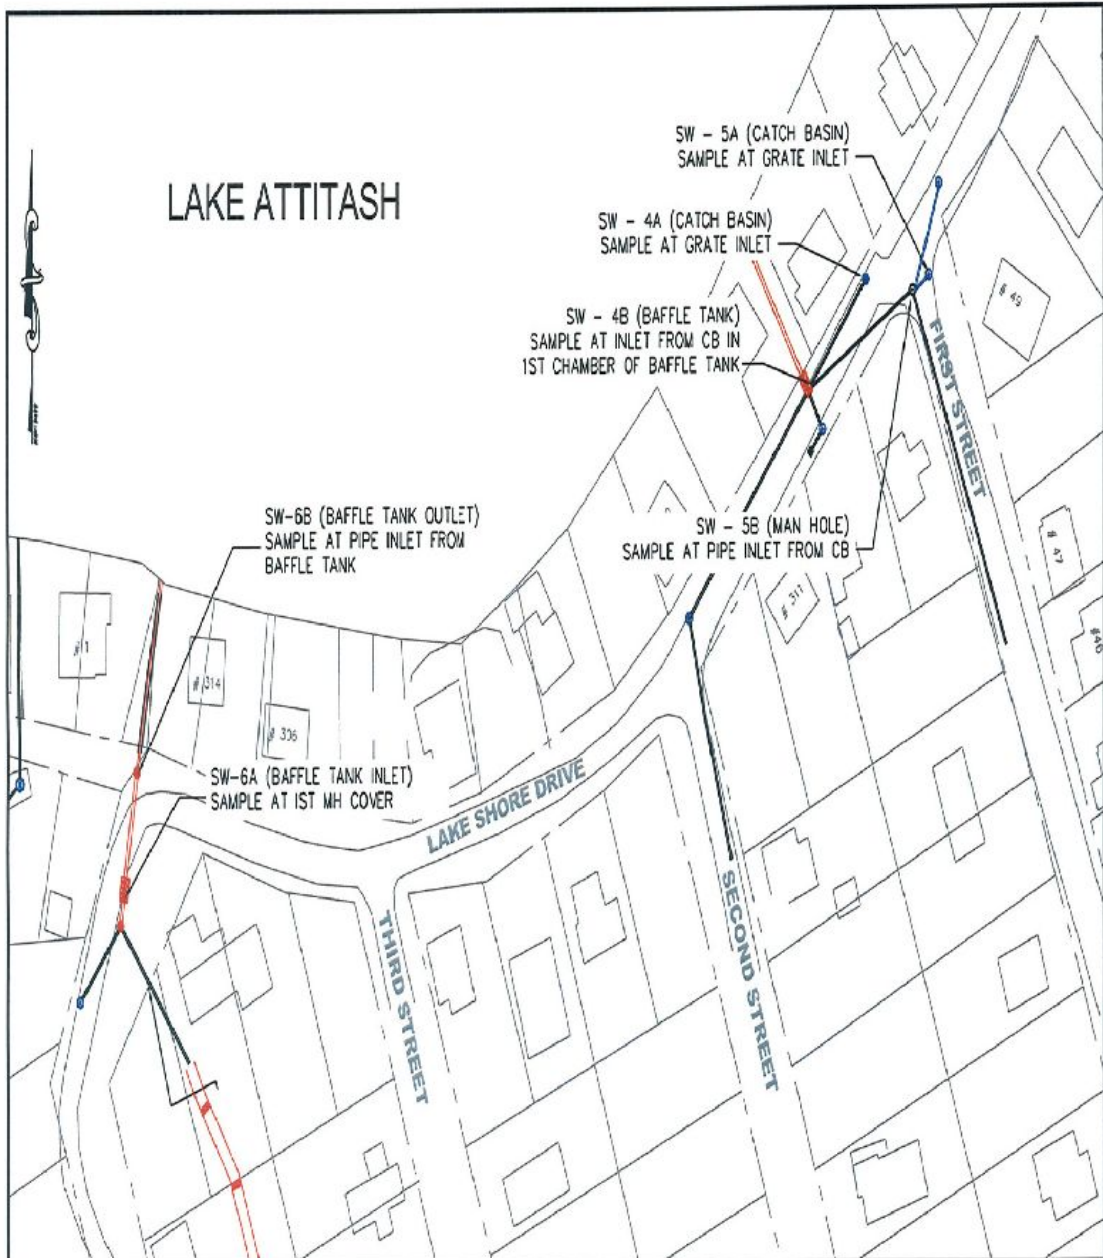 SW - 5A (CATCH BASIN)
SAMPLE AT GRATE INLET
LAKE ATTITASH
SW - 4A (CATCH BASIN)
SAMPLE AT GRATE INLET
SW - 4B (BAFFLE TANK)
SAMPLE AT INLET FROM CB IN
1ST CHAMBER OF BAFFLE TANK
# 49
FIRST STREET
SW-6B (BAFFLE TANK OUTLET)
SAMPLE AT PIPE INLET FROM
BAFFLE TANK
SW - 5B (MAN HOLE)
SAMPLE AT PIPE INLET FROM CB
# 47
# 311
#46
# 1
# 314
# 306
SW-6A (BAFFLE TANK INLET)
SAMPLE AT IST MH COVER
LAKE SHORE DRIVE
THIRD STREET
SECOND STREET